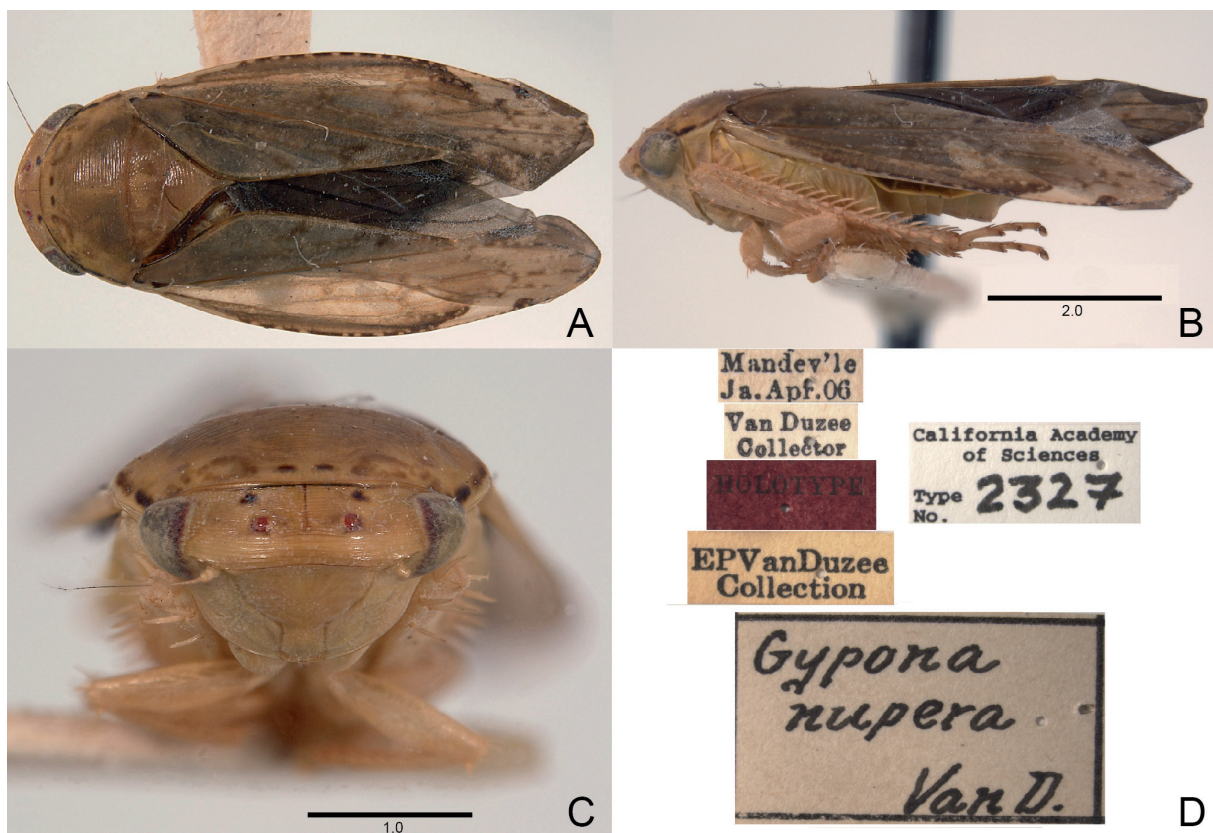 A
B
2.0
C
1.0
Mandev'le
Ja. Apr. 06
Van Duzee
Collector
HOLOTYPE
EPVanDuzee
Collection
California Academy
of Sciences
Type
No. 2327
Gypona
nupera
Van D.
D